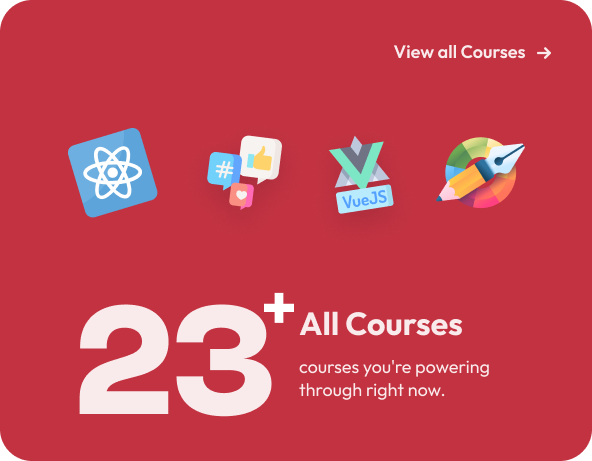 View all Courses →
#
VueJS
23+
All Courses
courses you're powering
through right now.